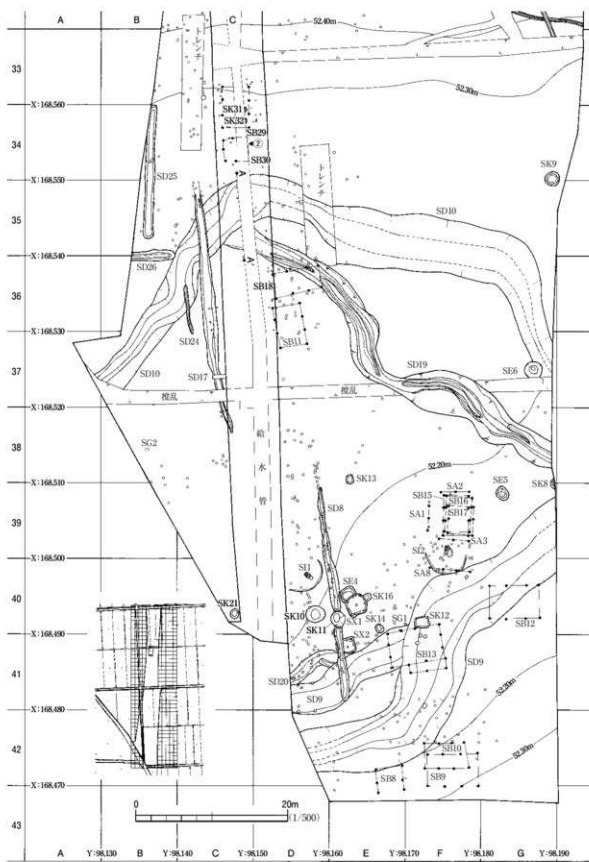 A B C D E F G
52.40m
トレンチ
33
52.30m
X:168,560
SK31
SK32
SB29
②
34
SB30
トレンチ
SK9
A
SD25
X:168,550
35
SD10
X:168,540
SD26
A'
SB18
36
SD24
SB11
X:168,530
SD19
SE6
37
SD10
SD17
撹乱
撹乱
X:168,520
給水管
SG2
38
52.20m
SK13
X:168,510
SA2
SE5
SK8
SB15
SB16
SD8
SA1
SB17
39
SA3
SI2
X:168,500
SI1
SA8
SE4
40
SK16
SK21
SK10
SX1
SK14
SG1
SK12
SB12
SK11
X:168,490
SX2
SB13
SD9
41
SD20
52.20m
SD9
X:168,480
52.30m
42
SB10
SB8
SB9
X:168,470
0 20m
(1/500)
43
A B C D E F G
Y:98,130 Y:98,140 Y:98,150 Y:98,160 Y:98,170 Y:98,180 Y:98,190